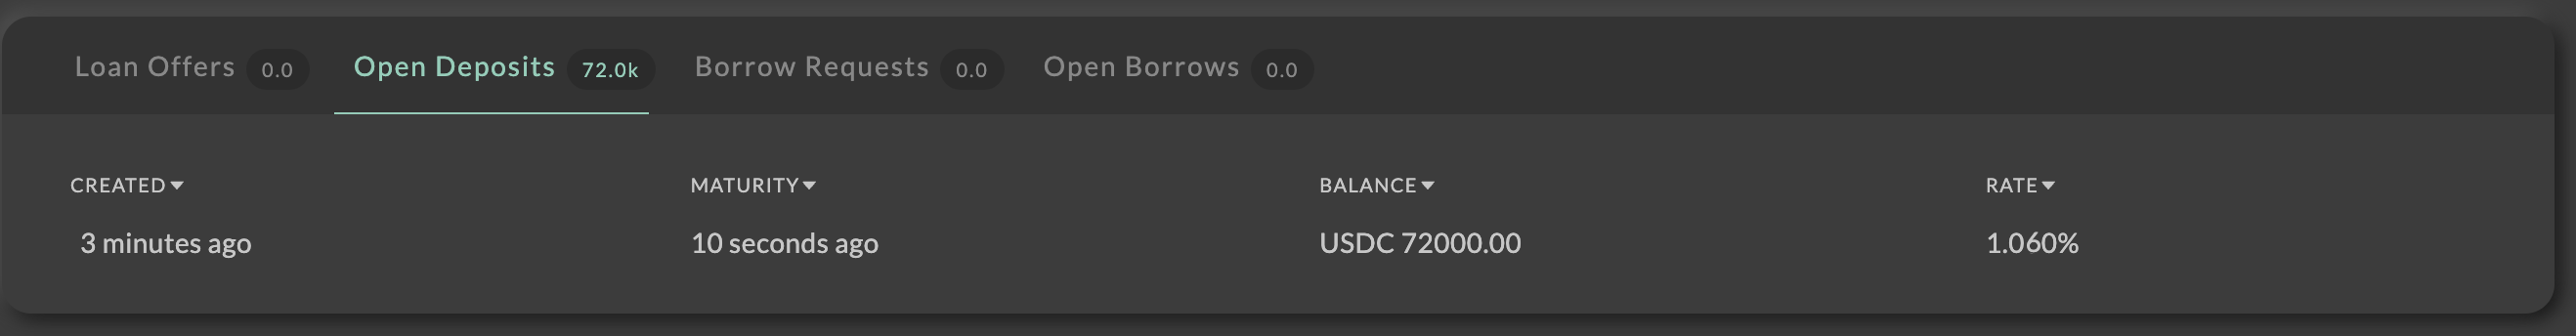 Loan Offers 0.0 Open Deposits 72.0k Borrow Requests 0.0 Open Borrows 0.0
CREATED MATURITY BALANCE RATE
3 minutes ago 10 seconds ago USDC 72000.00 1.060%